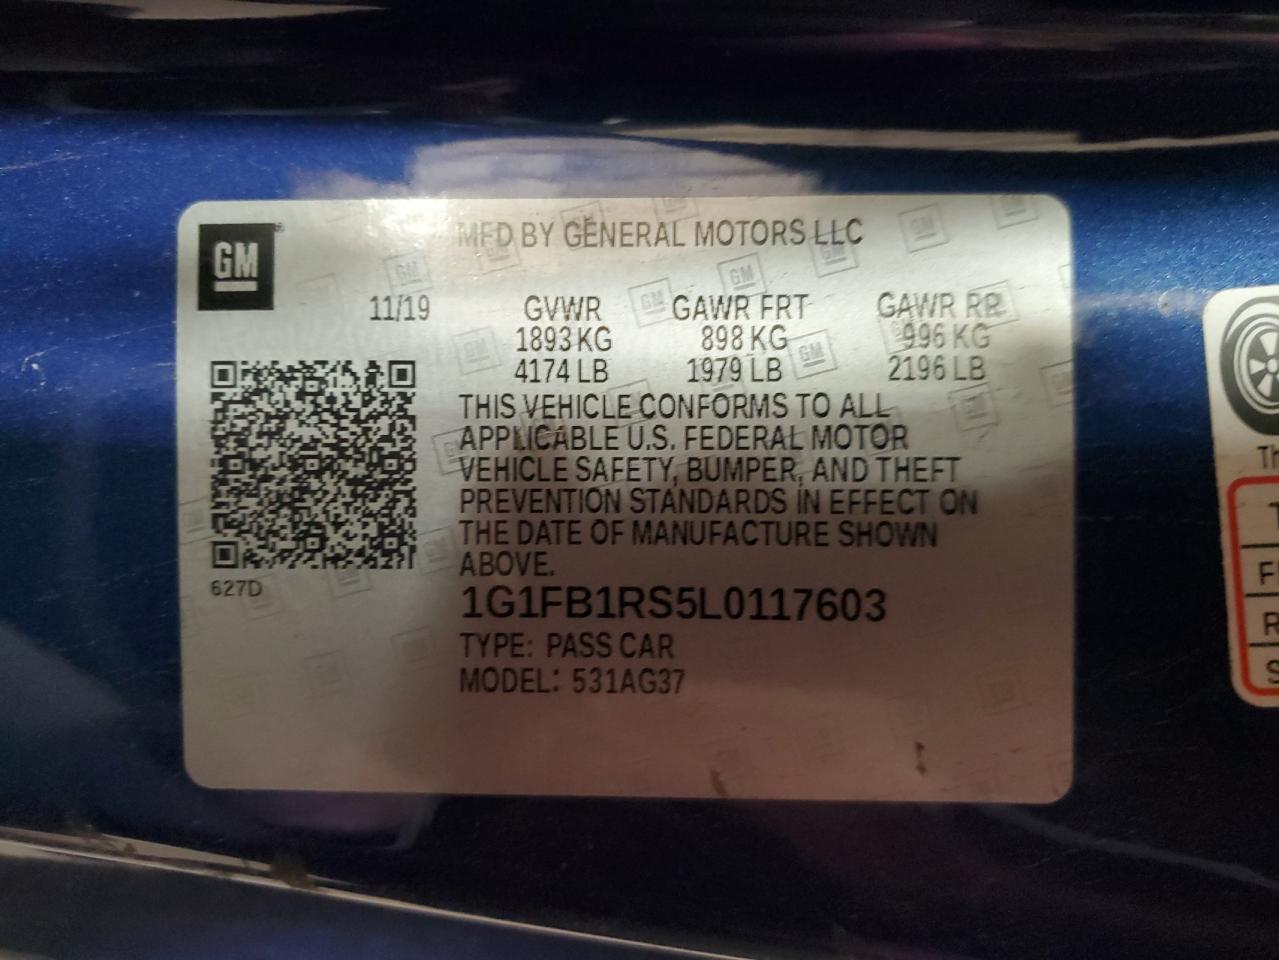 GM
MFD BY GENERAL MOTORS LLC
11/19 GVWR GAWR FRT GAWR RR
1893 KG 898 KG 996 KG
4174 LB 1979 LB 2196 LB
THIS VEHICLE CONFORMS TO ALL
APPLICABLE U.S. FEDERAL MOTOR
VEHICLE SAFETY, BUMPER, AND THEFT
PREVENTION STANDARDS IN EFFECT ON
THE DATE OF MANUFACTURE SHOWN
ABOVE.
627D
1G1FB1RS5L0117603
TYPE: PASS CAR
MODEL: 531AG37